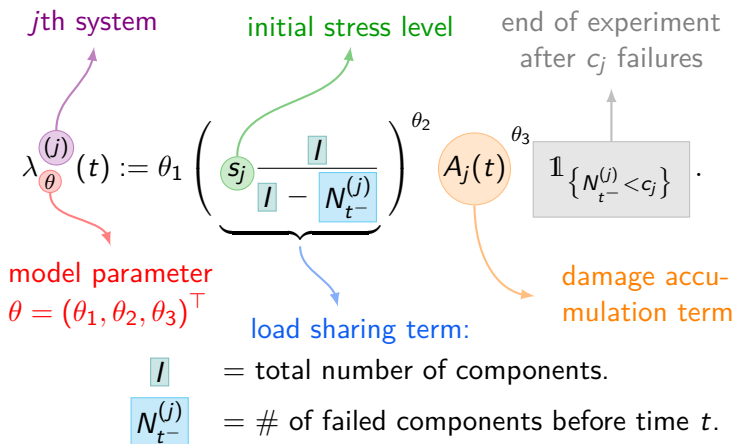 jth system
initial stress level
end of experiment
after c_j failures
λ_θ^{(j)}(t) := θ_1 ( s_j \frac{I}{I − N_{t^-}^{(j)}} )^{θ_2} A_j(t)^{θ_3} 𝟙_{\{N_{t^-}^{(j)} < c_j\}} .
model parameter
θ = (θ_1, θ_2, θ_3)^⊤
damage accu-
mulation term
load sharing term:
I = total number of components.
N_{t^-}^{(j)} = # of failed components before time t.